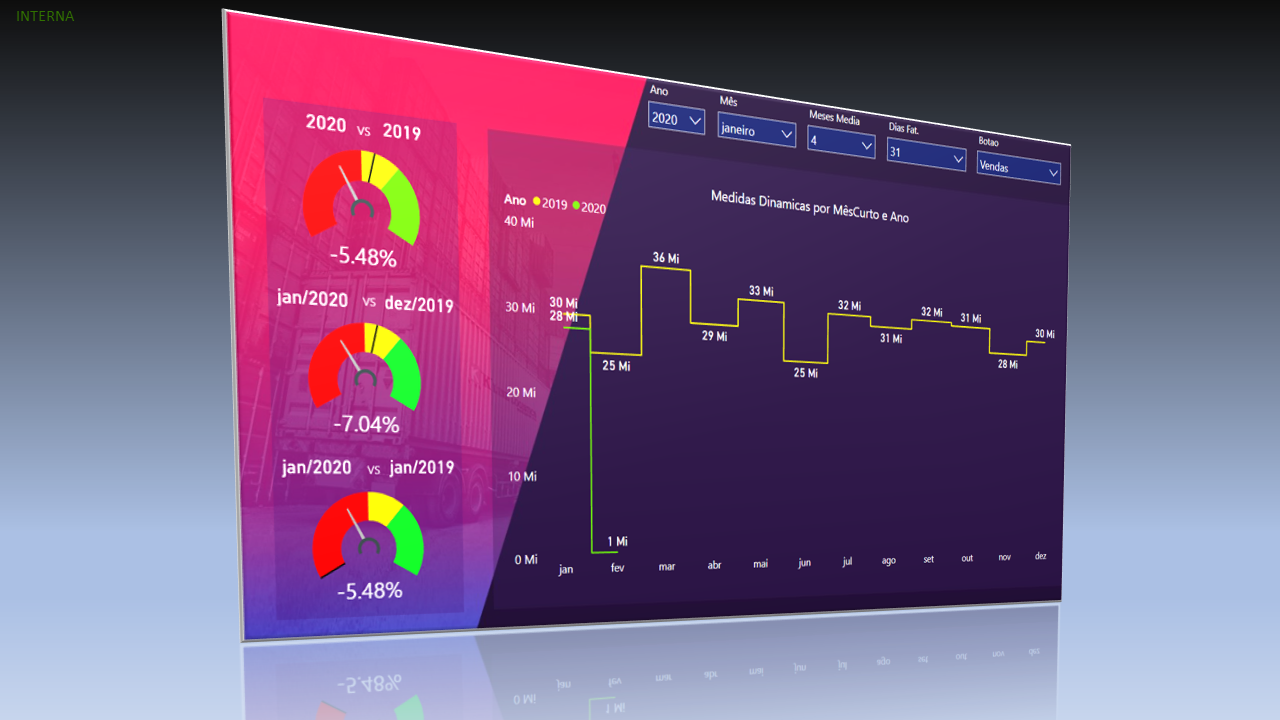 INTERNA
Ano
2020
Mês
janeiro
Meses Media
4
Dias Fat.
31
Botao
Vendas
2020 vs 2019
-5.48%
jan/2020 vs dez/2019
-7.04%
jan/2020 vs jan/2019
-5.48%
Medidas Dinamicas por MêsCurto e Ano
Ano 2019 2020
40 Mi
30 Mi
20 Mi
10 Mi
0 Mi
30 Mi
28 Mi
25 Mi
36 Mi
29 Mi
33 Mi
25 Mi
32 Mi
31 Mi
32 Mi
31 Mi
28 Mi
30 Mi
1 Mi
jan fev mar abr mai jun jul ago set out nov dez